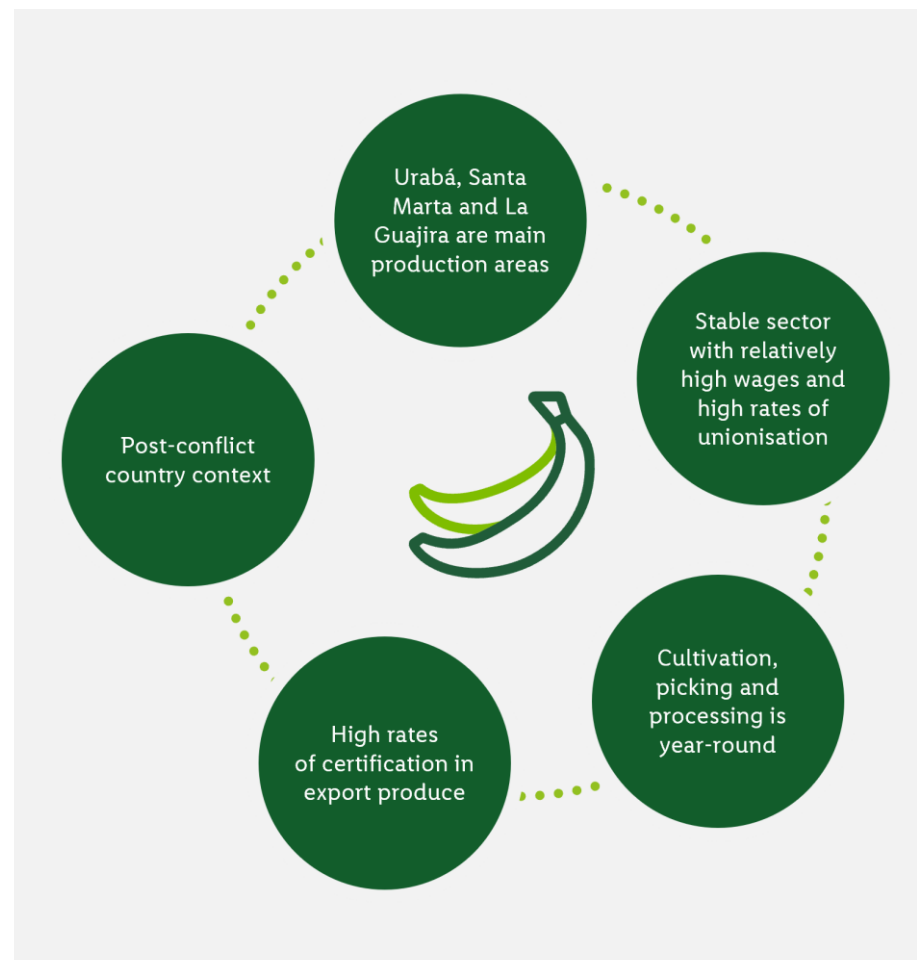 Urabá, Santa
Marta and La
Guajira are main
production areas
Stable sector
with relatively
high wages and
high rates of
unionisation
Cultivation,
picking and
processing is
year-round
High rates
of certification in
export produce
Post-conflict
country context